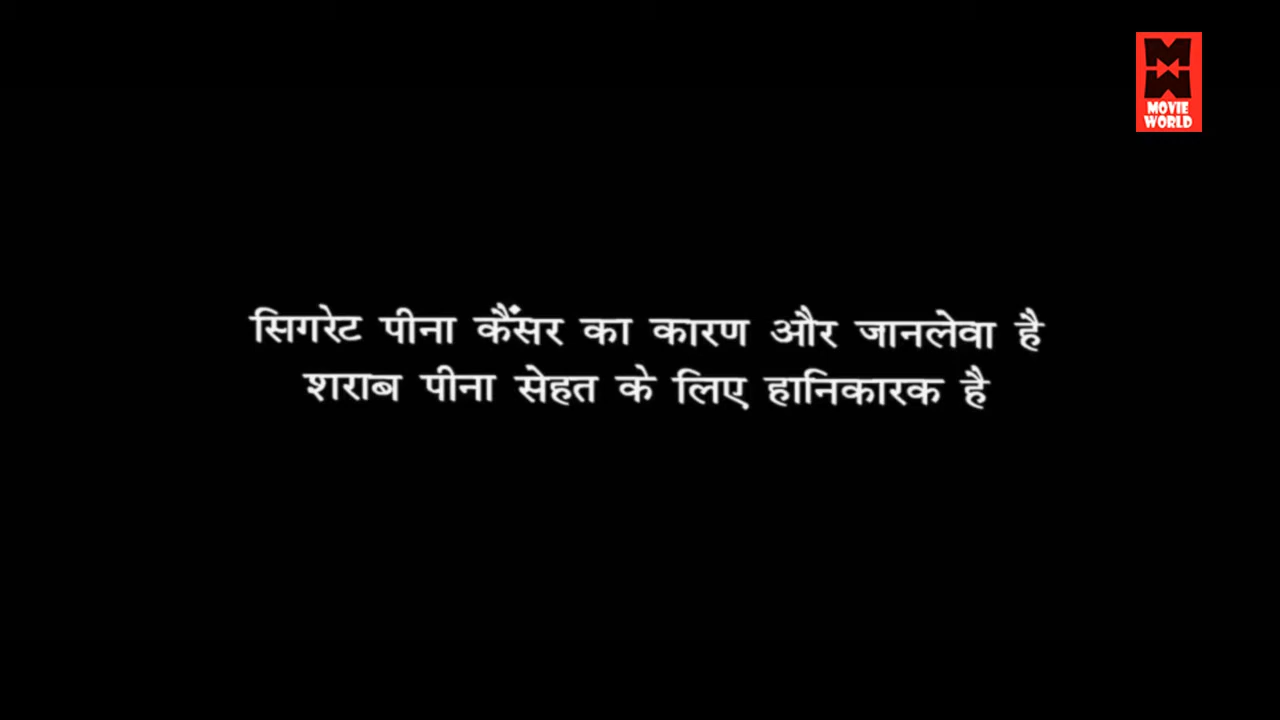 MOVIE
WORLD
सिगरेट पीना कैंसर का कारण और जानलेवा है
शराब पीना सेहत के लिए हानिकारक है